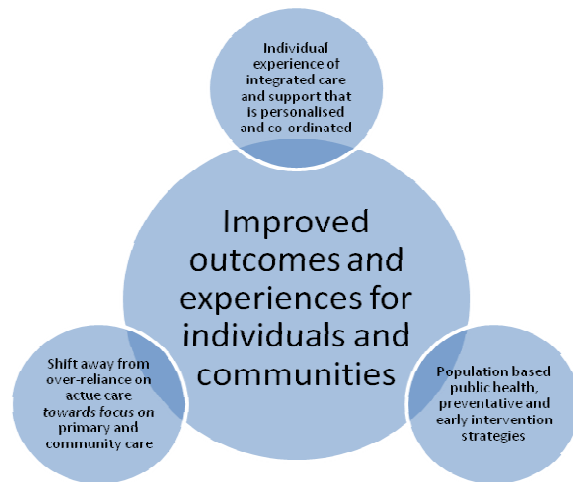 Individual
experience of
integrated care
and support that
is personalised
and co-ordinated
Improved
outcomes and
experiences for
individuals and
communities
Shift away from
over-reliance on
actue care
towards focus on
primary and
community care
Population based
public health,
preventative and
early intervention
strategies